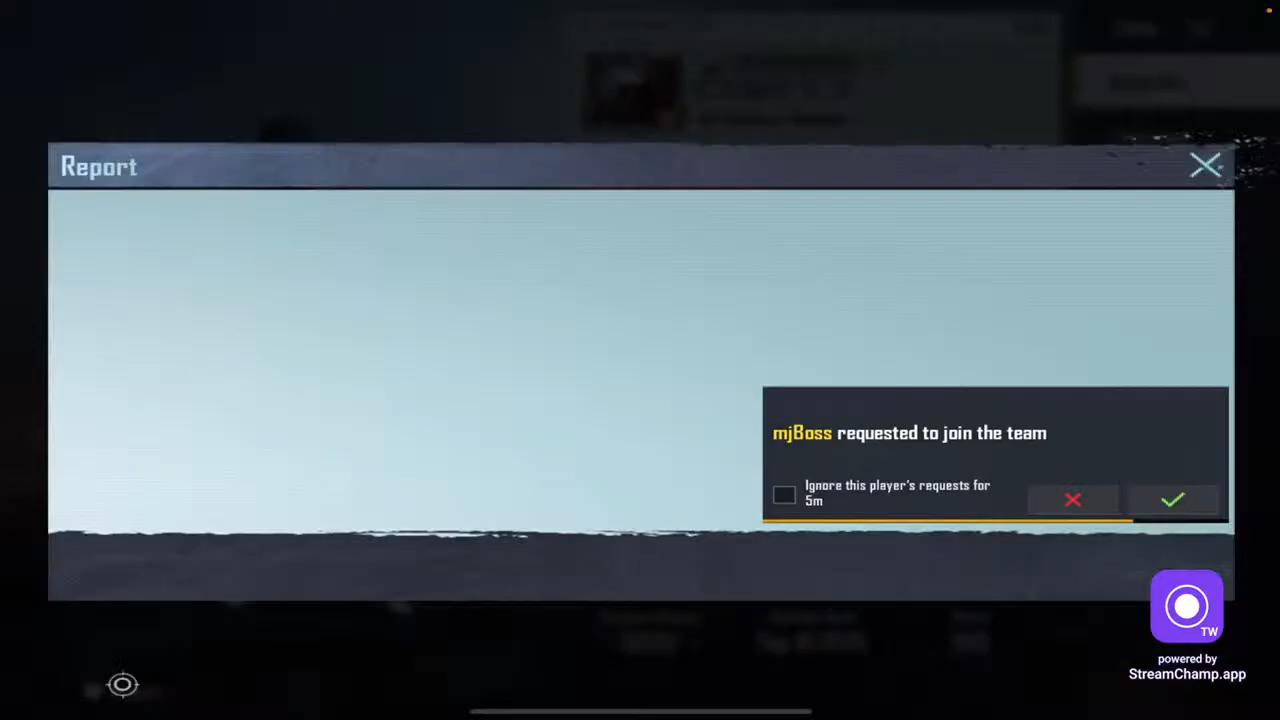 Report
mjBoss requested to join the team
Ignore this player's requests for
5m
TW
powered by
StreamChamp.app